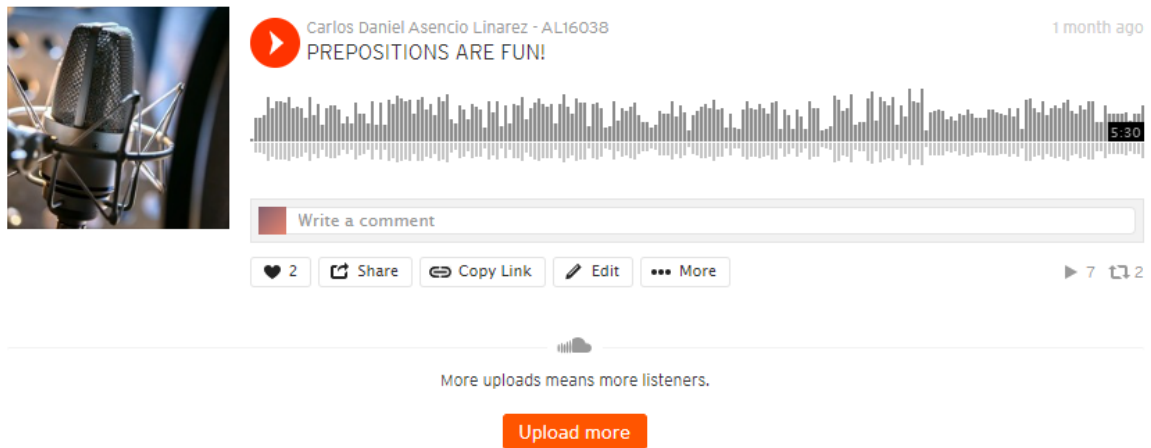 Carlos Daniel Asencio Linarez - AL16038
1 month ago
PREPOSITIONS ARE FUN!
5:30
Write a comment
2
Share
Copy Link
Edit
More
7
2
More uploads means more listeners.
Upload more